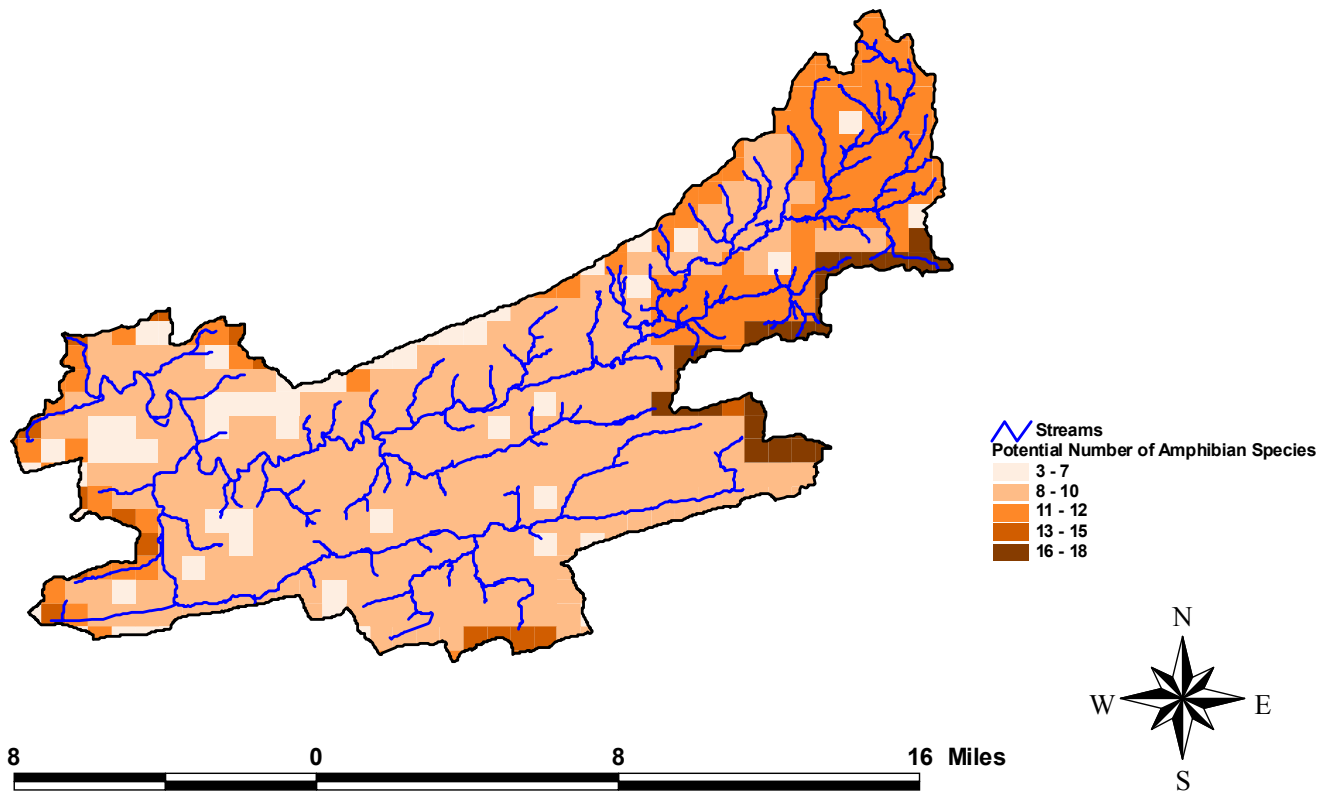 Streams
Potential Number of Amphibian Species
3 - 7
8 - 10
11 - 12
13 - 15
16 - 18
N
W E
S
8 0 8 16 Miles